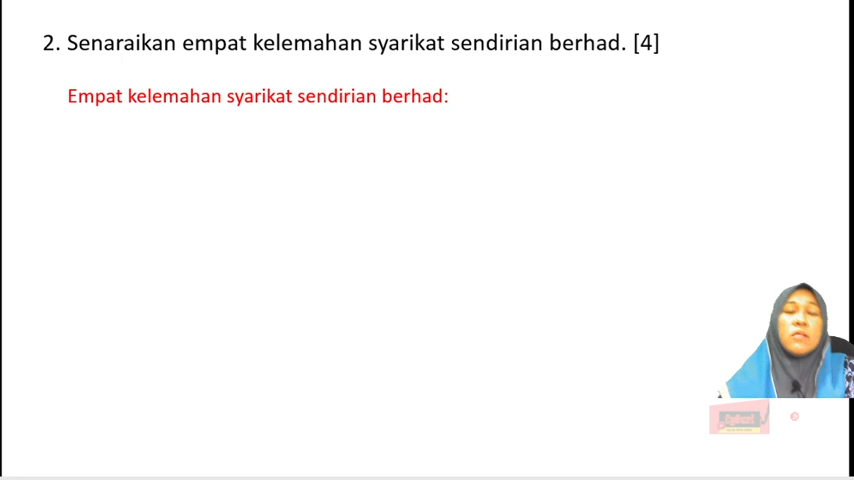 2. Senaraikan empat kelemahan syarikat sendirian berhad. [4]
Empat kelemahan syarikat sendirian berhad: